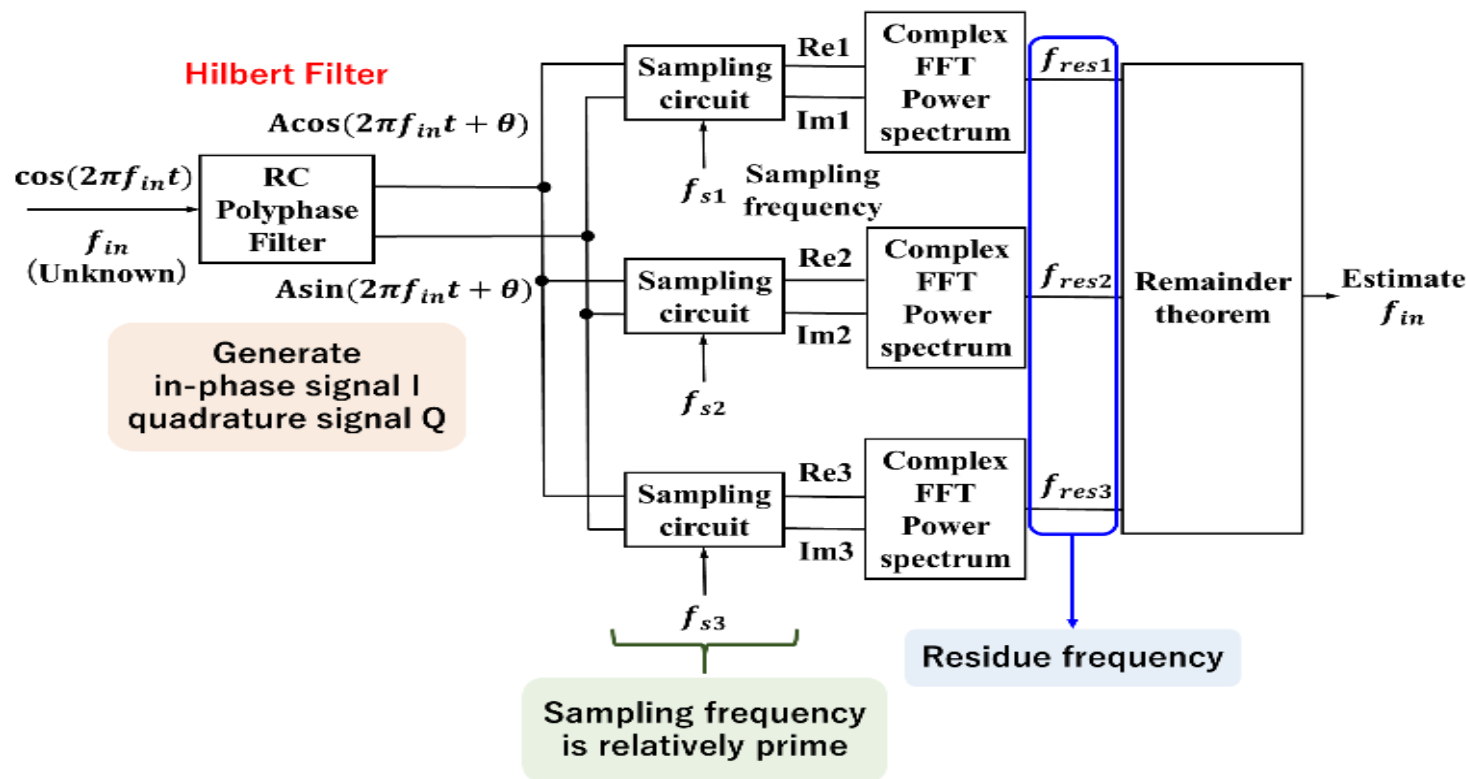 Hilbert Filter
Acos(2πf_in t + θ)
cos(2πf_in t)
f_in
(Unknown)
RC
Polyphase
Filter
Asin(2πf_in t + θ)
Generate
in-phase signal I
quadrature signal Q
Sampling
circuit
Re1
Im1
Complex
FFT
Power
spectrum
f_res1
f_s1
Sampling
frequency
Sampling
circuit
Re2
Im2
Complex
FFT
Power
spectrum
f_res2
f_s2
Remainder
theorem
Estimate
f_in
Sampling
circuit
Re3
Im3
Complex
FFT
Power
spectrum
f_res3
f_s3
Residue frequency
Sampling frequency
is relatively prime